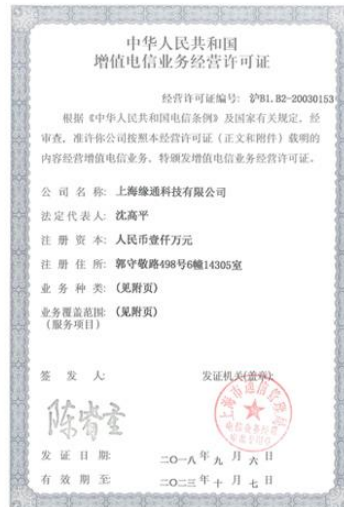 中华人民共和国
增值电信业务经营许可证
经营许可证编号: 沪B1.B2-20030153
根据《中华人民共和国电信条例》及国家有关规定, 经
审查, 准许你公司按照本经营许可证(正文和附件)载明的
内容经营增值电信业务, 特颁发增值电信业务经营许可证。
公司名称: 上海缘通科技有限公司
法定代表人: 沈高平
注册资本: 人民币壹仟万元
注册住所: 郭守敬路498号6幢14305室
业务种类: (见附页)
业务覆盖范围: (见附页)
(服务项目)
签发人:
发证机关(盖章):
上海市通信管理局
发证日期: 二〇一八年九月六日
有效期至: 二〇二三年十月七日